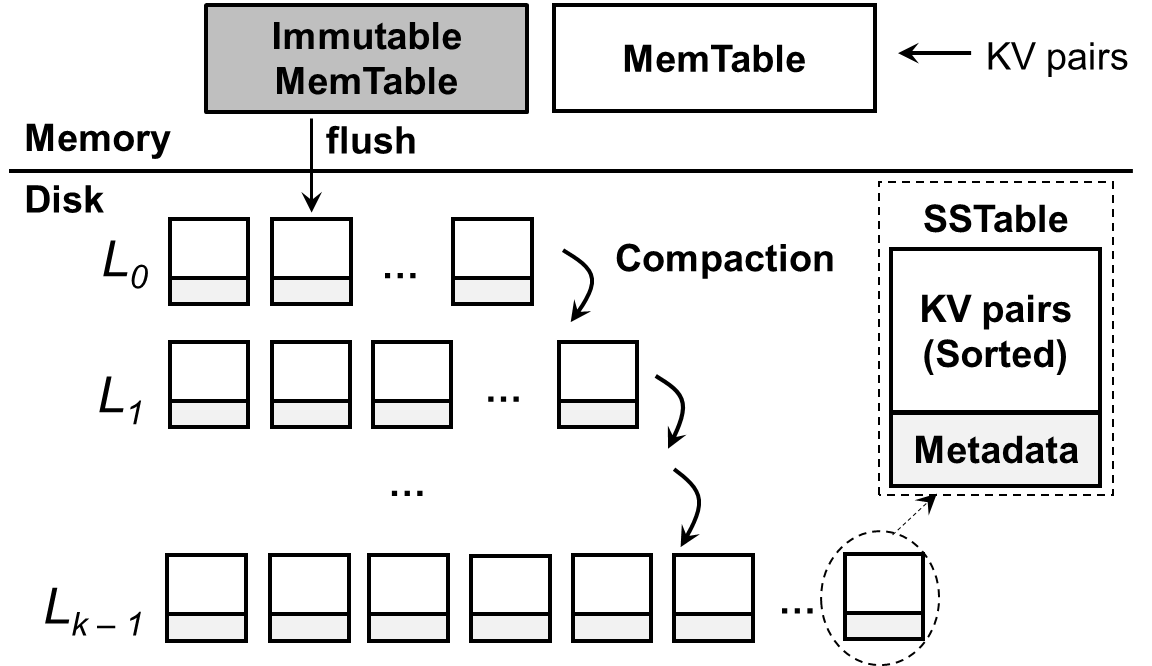 Immutable
MemTable
MemTable
KV pairs
Memory
flush
Disk
SSTable
L0
...
Compaction
KV pairs
(Sorted)
L1
...
Metadata
...
Lk – 1
...